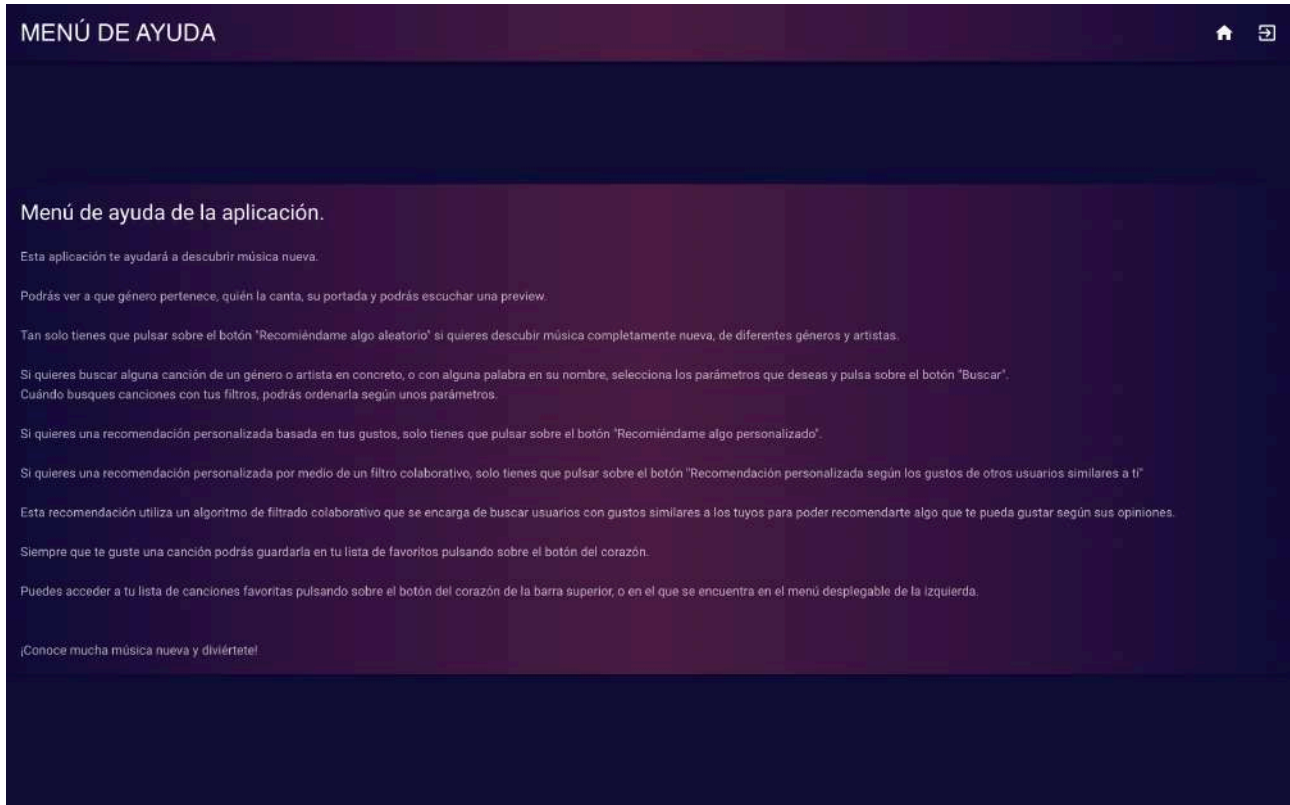 MENÚ DE AYUDA
Menú de ayuda de la aplicación.
Esta aplicación te ayudará a descubrir música nueva.
Podrás ver a que género pertenece, quién la canta, su portada y podrás escuchar una preview.
Tan solo tienes que pulsar sobre el botón "Recomiéndame algo aleatorio" si quieres descubir música completamente nueva, de diferentes géneros y artistas.
Si quieres buscar alguna canción de un género o artista en concreto, o con alguna palabra en su nombre, selecciona los parámetros que deseas y pulsa sobre el botón "Buscar".
Cuándo busques canciones con tus filtros, podrás ordenarla según unos parámetros.
Si quieres una recomendación personalizada basada en tus gustos, solo tienes que pulsar sobre el botón "Recomiéndame algo personalizado".
Si quieres una recomendación personalizada por medio de un filtro colaborativo, solo tienes que pulsar sobre el botón "Recomendación personalizada según los gustos de otros usuarios similares a tí"
Esta recomendación utiliza un algoritmo de filtrado colaborativo que se encarga de buscar usuarios con gustos similares a los tuyos para poder recomendarte algo que te pueda gustar según sus opiniones.
Siempre que te guste una canción podrás guardarla en tu lista de favoritos pulsando sobre el botón del corazón.
Puedes acceder a tu lista de canciones favoritas pulsando sobre el botón del corazón de la barra superior, o en el que se encuentra en el menú desplegable de la izquierda.
¡Conoce mucha música nueva y diviértete!